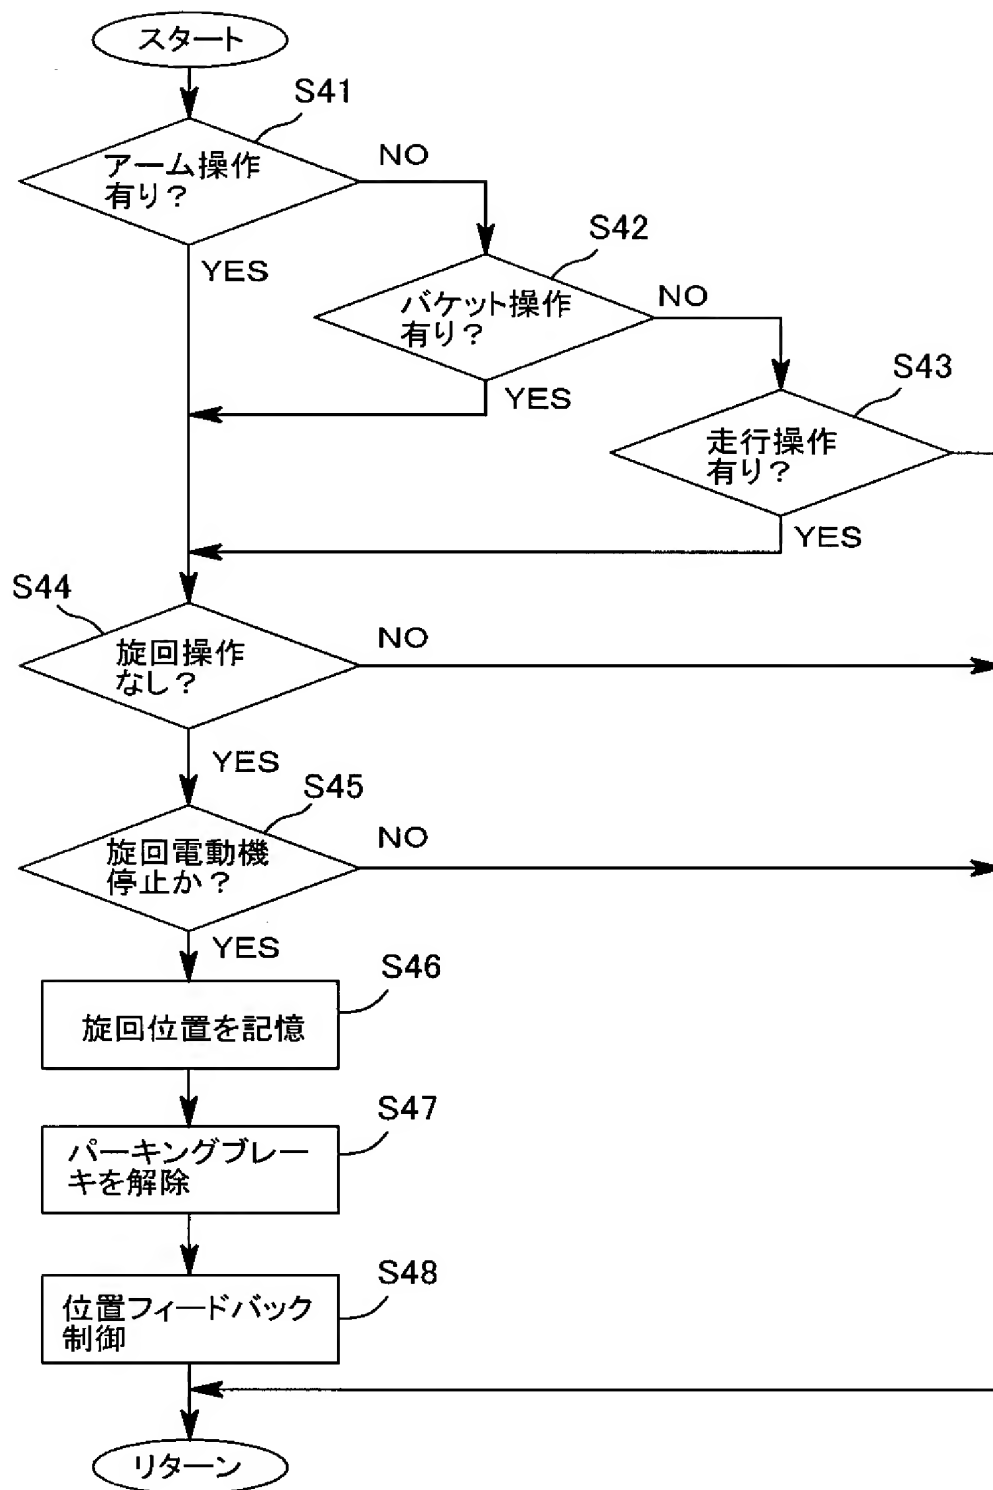 スタート
S41
アーム操作
有り？
NO
YES
S42
バケット操作
有り？
NO
YES
S43
走行操作
有り？
YES
S44
旋回操作
なし？
NO
YES
S45
旋回電動機
停止か？
NO
YES
S46
旋回位置を記憶
S47
パーキングブレー
キを解除
S48
位置フィードバック
制御
リターン